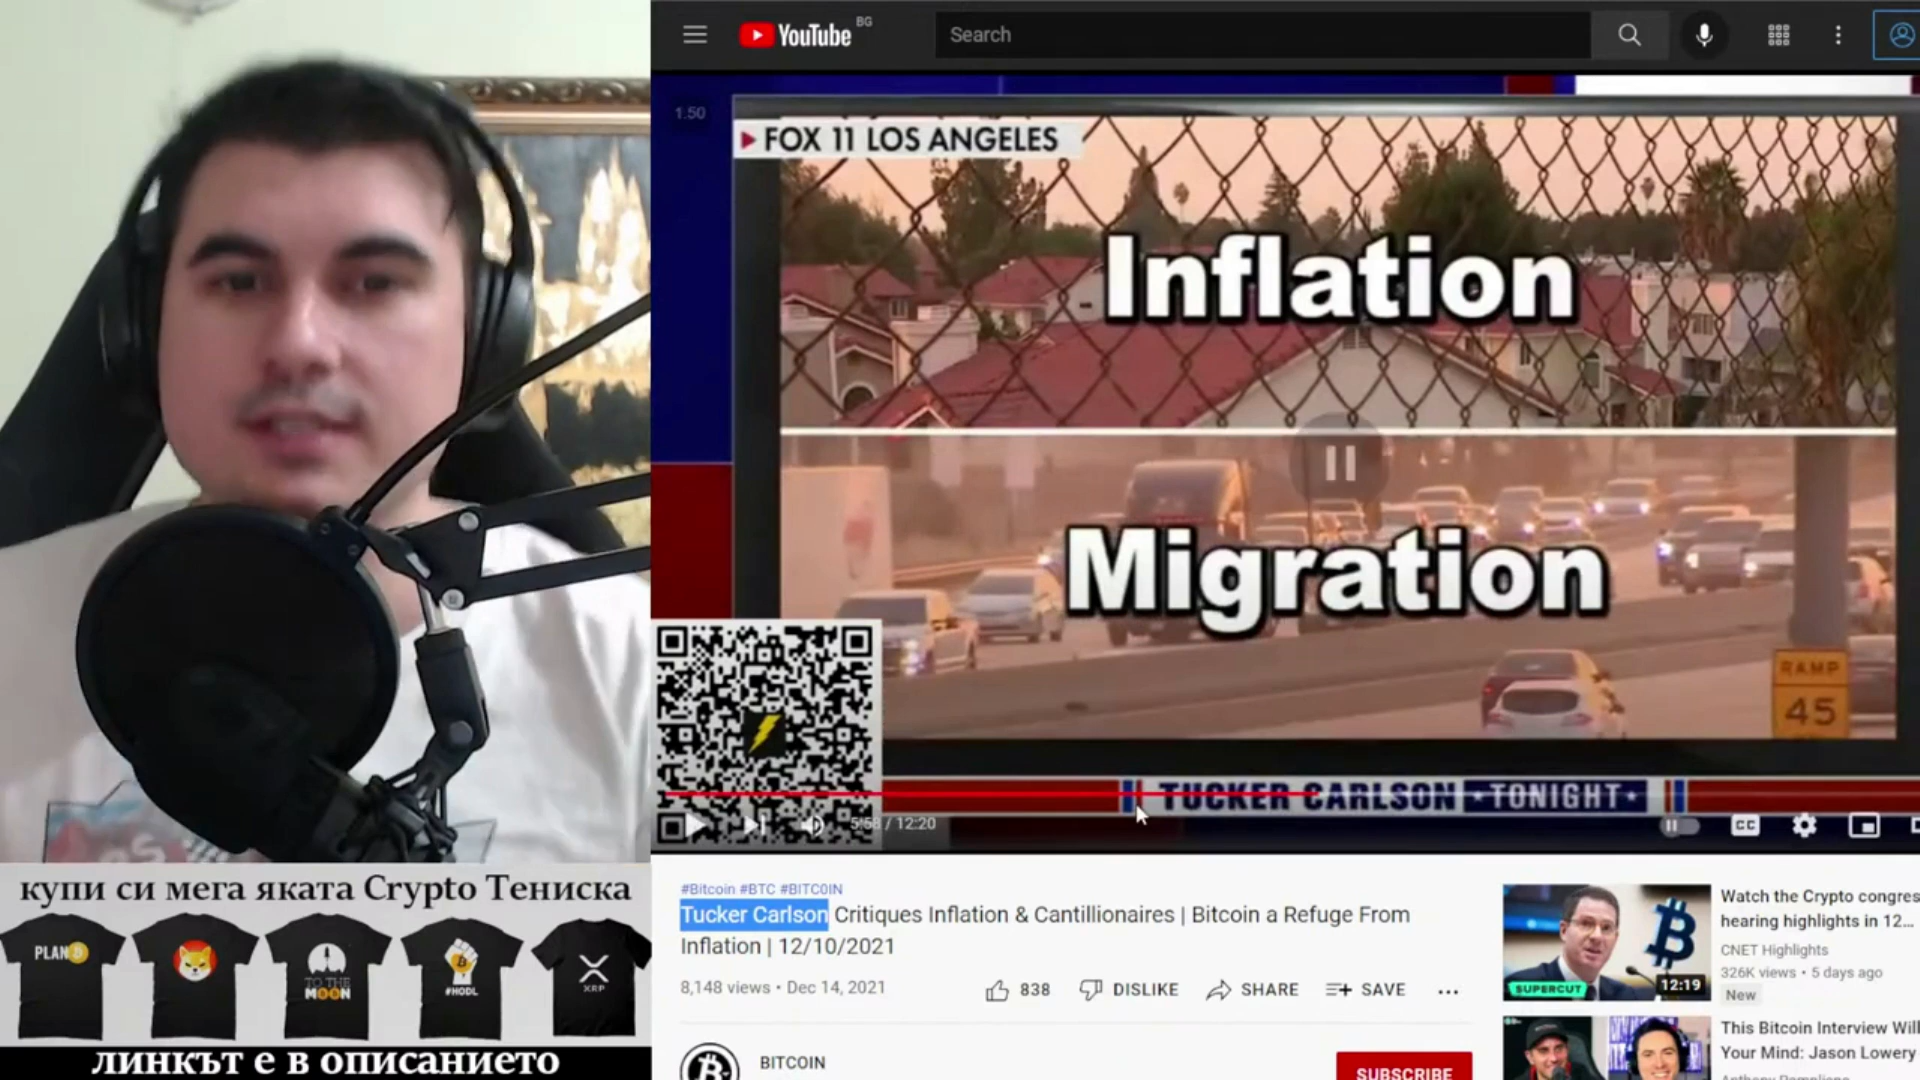 YouTube BG
Search
1.50
FOX 11 LOS ANGELES
Inflation
Migration
RAMP
45
TUCKER CARLSON TONIGHT
5:58 / 12:20
CC
#Bitcoin #BTC #BITCOIN
Tucker Carlson Critiques Inflation & Cantillionaires | Bitcoin a Refuge From
Inflation | 12/10/2021
8,148 views • Dec 14, 2021
838
DISLIKE
SHARE
SAVE
BITCOIN
SUBSCRIBE
SUPERCUT
12:19
Watch the Crypto congres
hearing highlights in 12...
CNET Highlights
326K views • 5 days ago
New
This Bitcoin Interview Will
Your Mind: Jason Lowery
купи си мега яката Crypto Тениска
PLAN B
TO THE
MOON
#HODL
XRP
линкът е в описанието